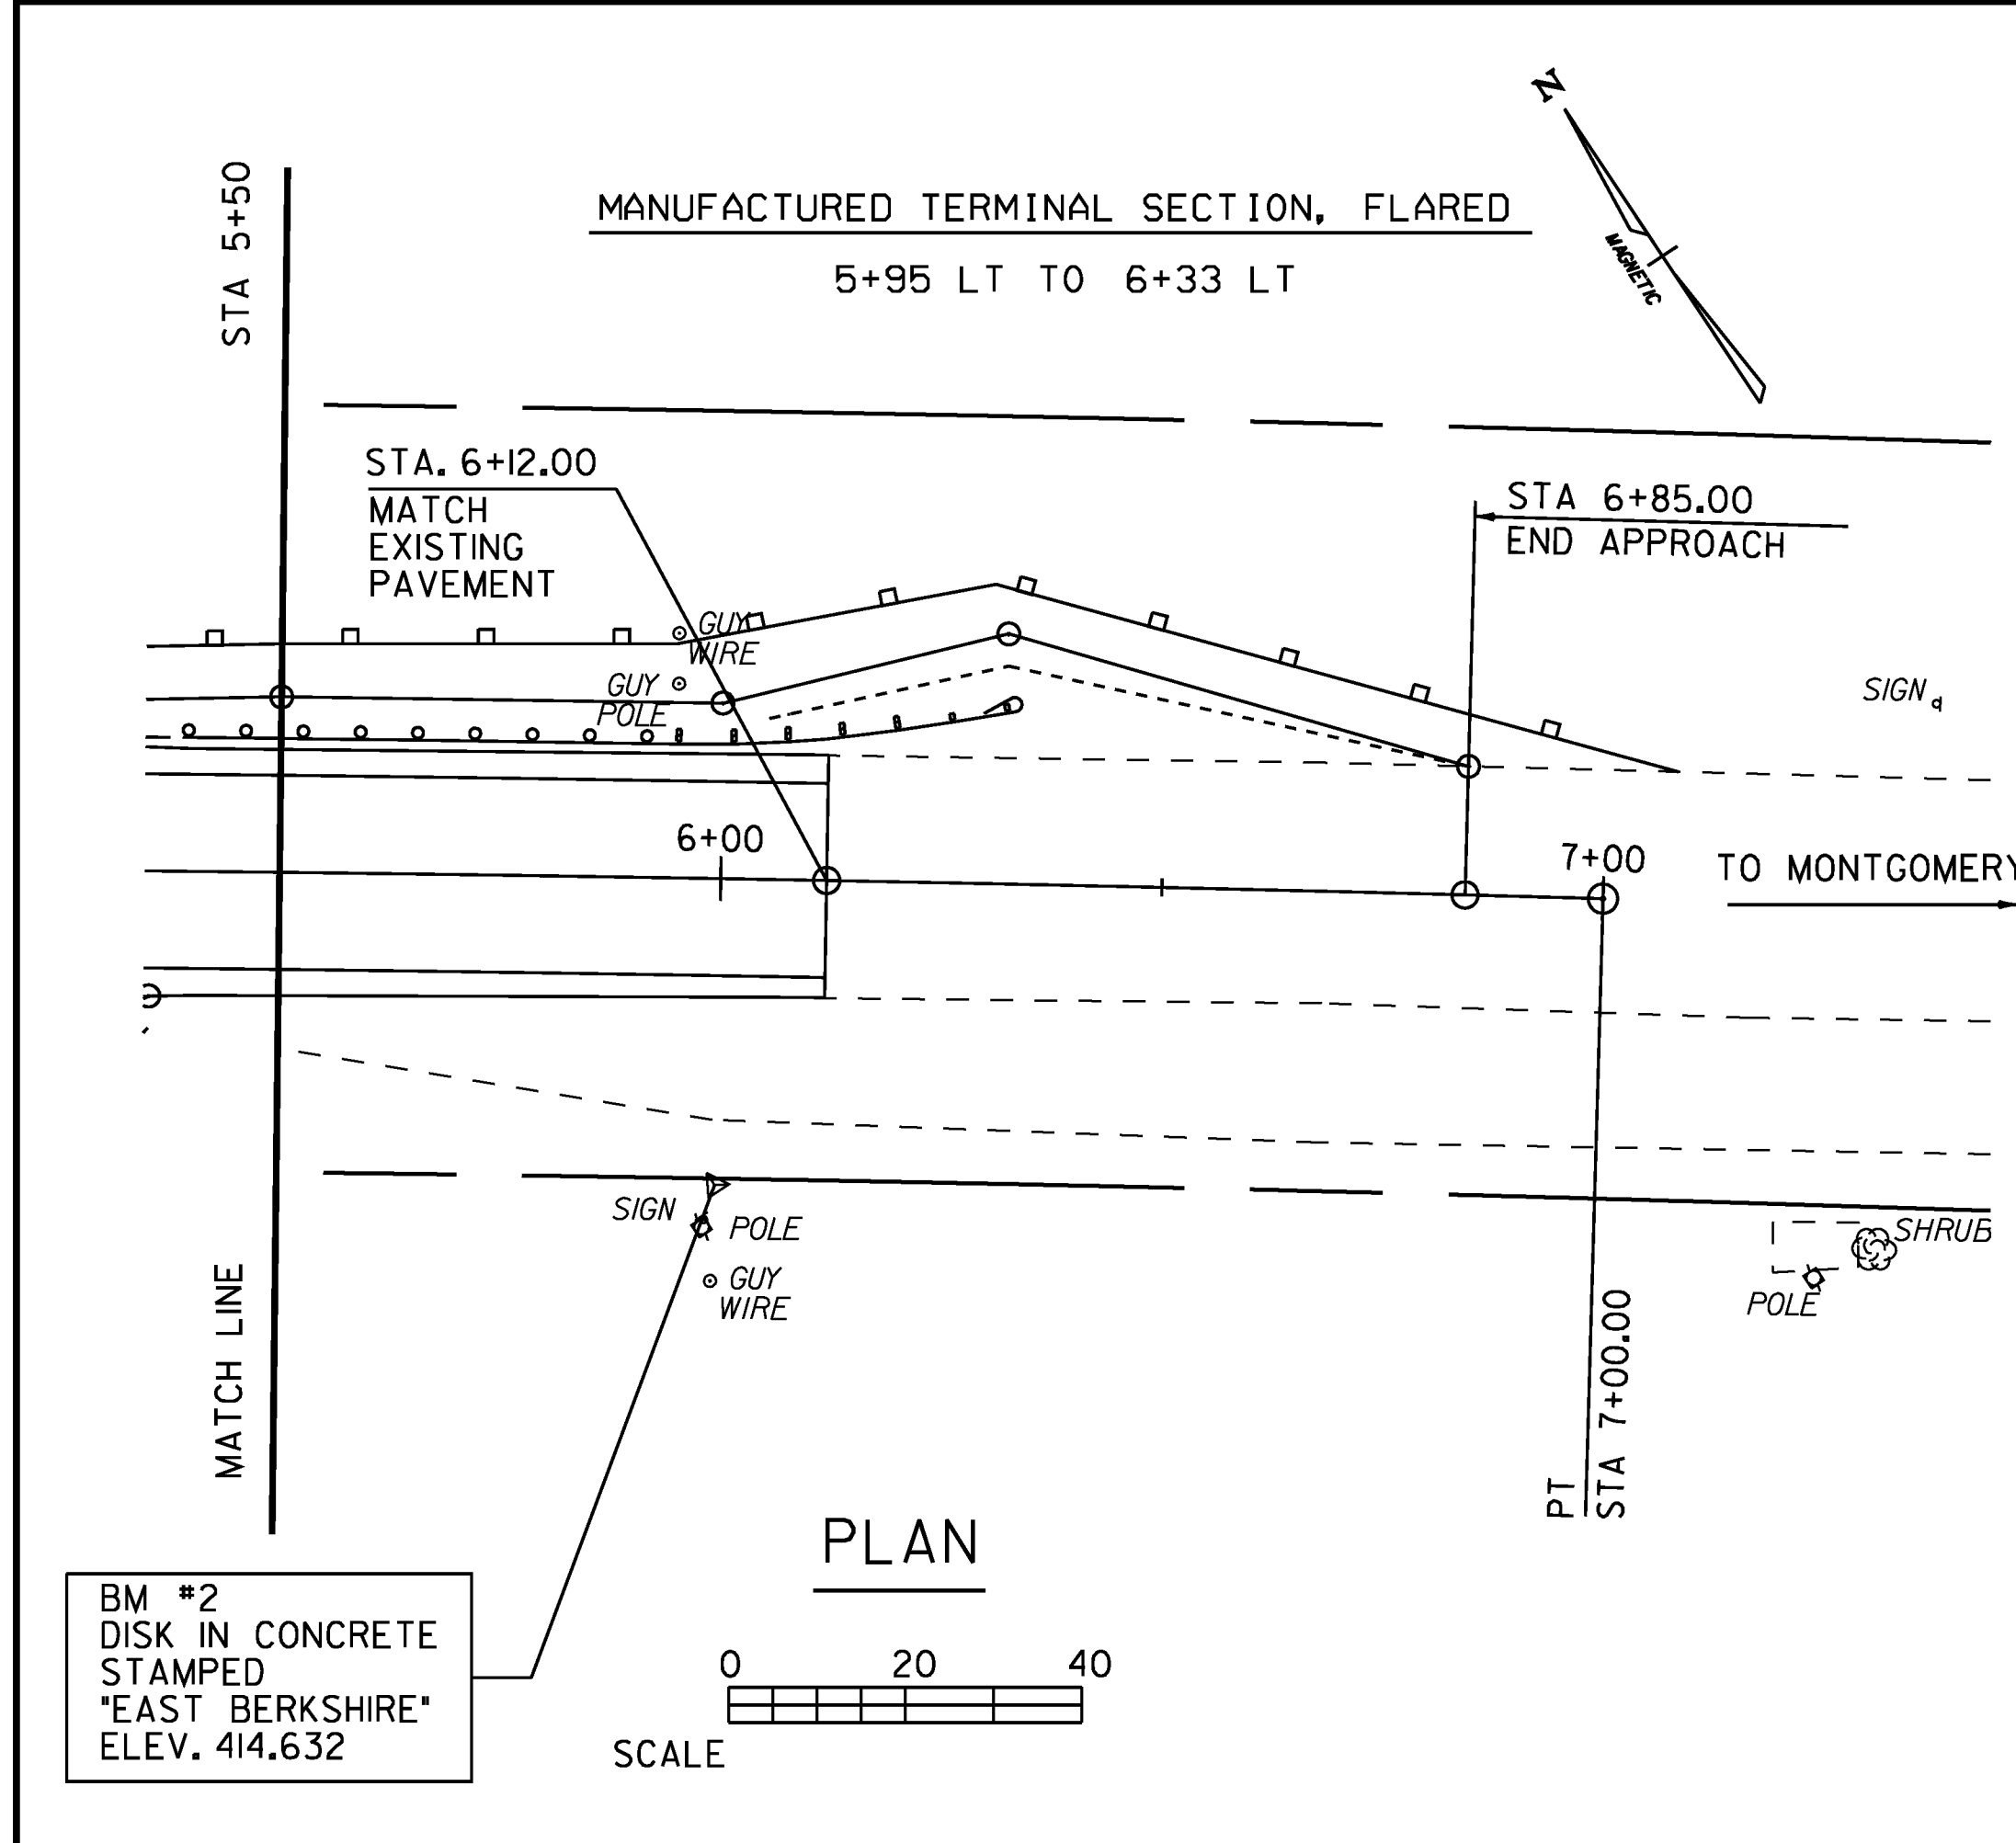 N
MAGNETIC
STA 5+50
MANUFACTURED TERMINAL SECTION, FLARED
5+95 LT TO 6+33 LT
STA. 6+12.00
MATCH
EXISTING
PAVEMENT
STA 6+85.00
END APPROACH
GUY
WIRE
GUY
POLE
SIGN
6+00
7+00
TO MONTGOMERY
SIGN
POLE
GUY
WIRE
SHRUB
POLE
MATCH LINE
PT
STA 7+00.00
PLAN
BM #2
DISK IN CONCRETE
STAMPED
"EAST BERKSHIRE"
ELEV. 414.632
0 20 40
SCALE